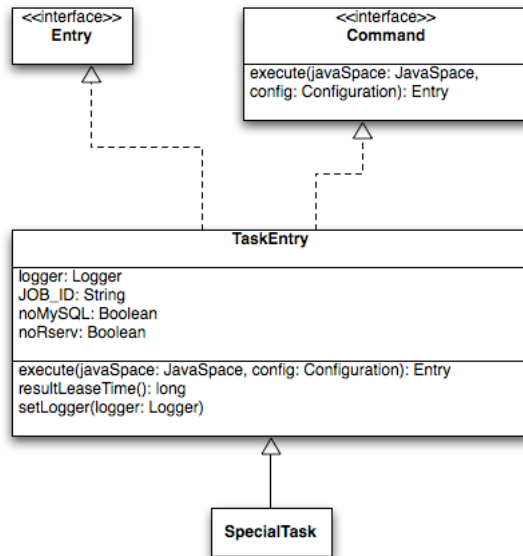 <<interface>>
Entry
<<interface>>
Command
execute(javaSpace: JavaSpace,
config: Configuration): Entry
TaskEntry
logger: Logger
JOB_ID: String
noMySQL: Boolean
noRserv: Boolean
execute(javaSpace: JavaSpace, config: Configuration): Entry
resultLeaseTime(): long
setLogger(logger: Logger)
SpecialTask